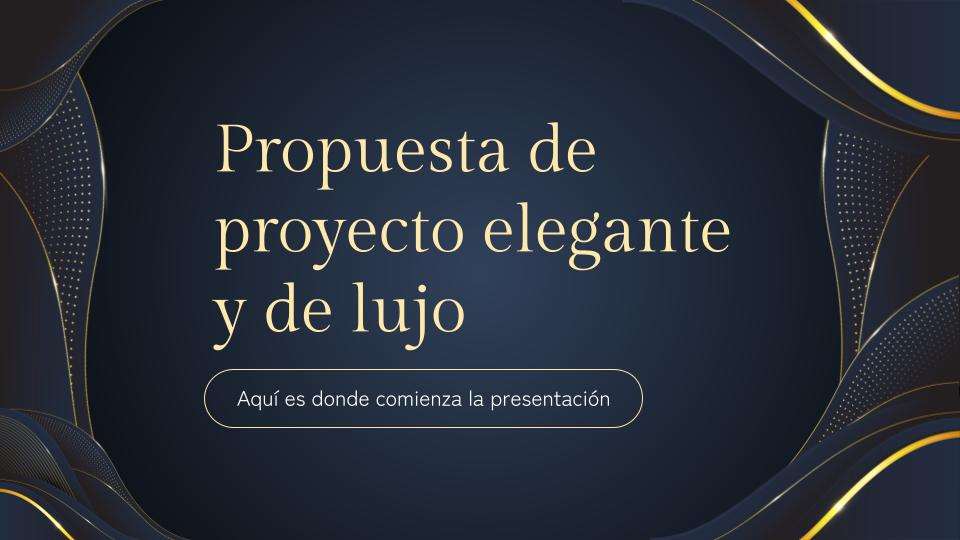 Propuesta de
proyecto elegante
y de lujo
Aquí es donde comienza la presentación